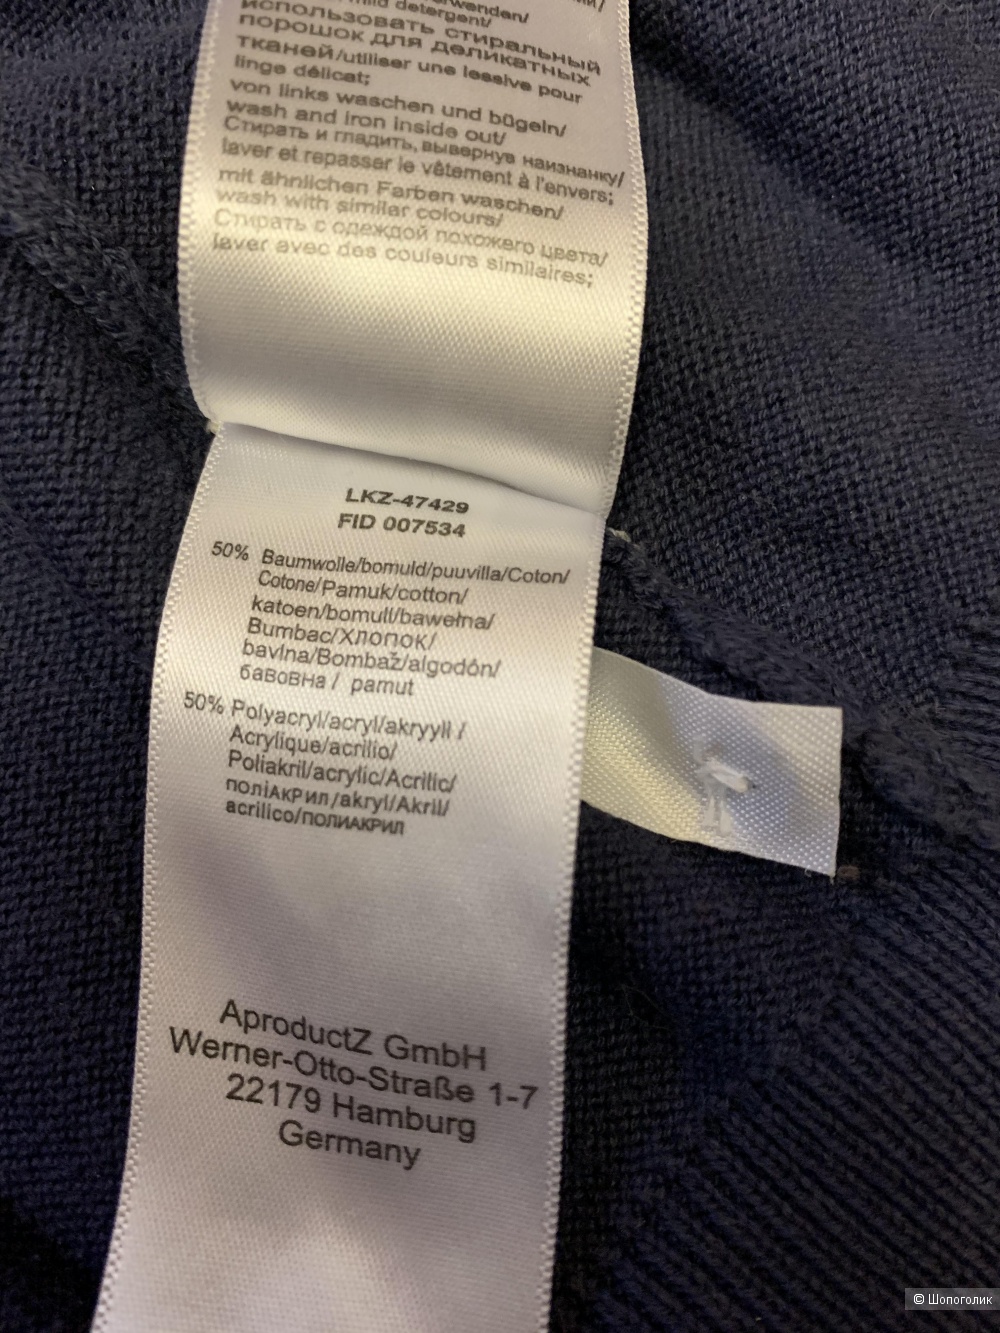 mild detergent/
использовать стиральный
порошок для деликатных
тканей/utiliser une lessive pour
linge délicat;
von links waschen und bügeln/
wash and iron inside out/
Стирать и гладить, вывернув наизнанку/
laver et repasser le vêtement à l'envers;
mit ähnlichen Farben waschen/
wash with similar colours/
Стирать с одеждой похожего цвета/
laver avec des couleurs similaires;
LKZ-47429
FID 007534
50% Baumwolle/bomuld/puuvilla/Coton/
Cotone/Pamuk/cotton/
katoen/bomull/bawełna/
Bumbac/Хлопок/
bavlna/Bombaž/algodón/
бавовна / pamut
50% Polyacryl/acryl/akryyli /
Acrylique/acrilio/
Poliakril/acrylic/Acrilic/
поліАКРил/akryl/Akril/
acrilico/ПОЛИАКРИЛ
AproductZ GmbH
Werner-Otto-Straße 1-7
22179 Hamburg
Germany
© Шопоголик